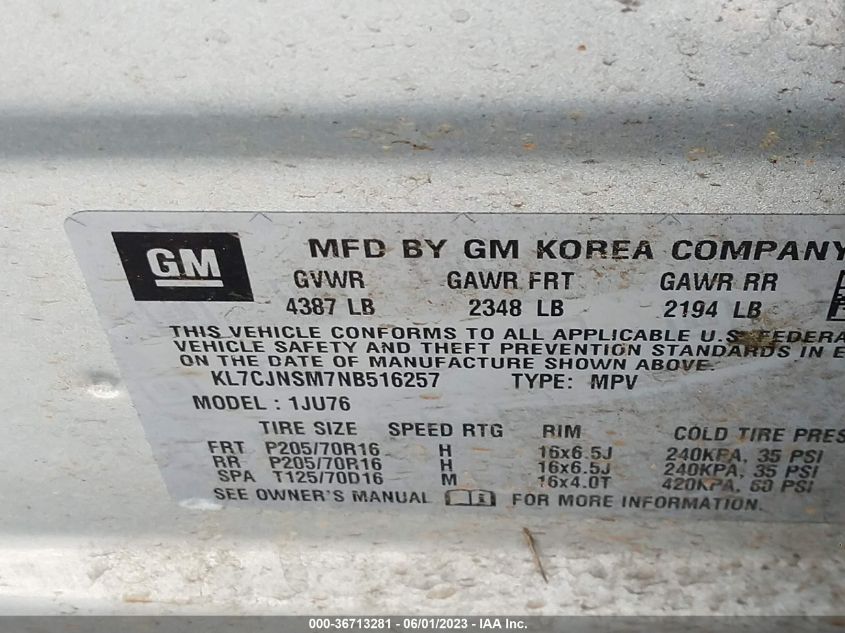 GM
MFD BY GM KOREA COMPANY
GVWR GAWR FRT GAWR RR
4387 LB 2348 LB 2194 LB
THIS VEHICLE CONFORMS TO ALL APPLICABLE U.S. FEDERA
VEHICLE SAFETY AND THEFT PREVENTION STANDARDS IN E
ON THE DATE OF MANUFACTURE SHOWN ABOVE.
KL7CJNSM7NB516257 TYPE: MPV
MODEL : 1JU76
TIRE SIZE SPEED RTG RIM COLD TIRE PRES
FRT P205/70R16 H 16x6.5J 240KPA, 35 PSI
RR P205/70R16 H 16x6.5J 240KPA, 35 PSI
SPA T125/70D16 M 16x4.0T 420KPA, 60 PSI
SEE OWNER'S MANUAL FOR MORE INFORMATION.
000-36713281 - 06/01/2023 - IAA Inc.